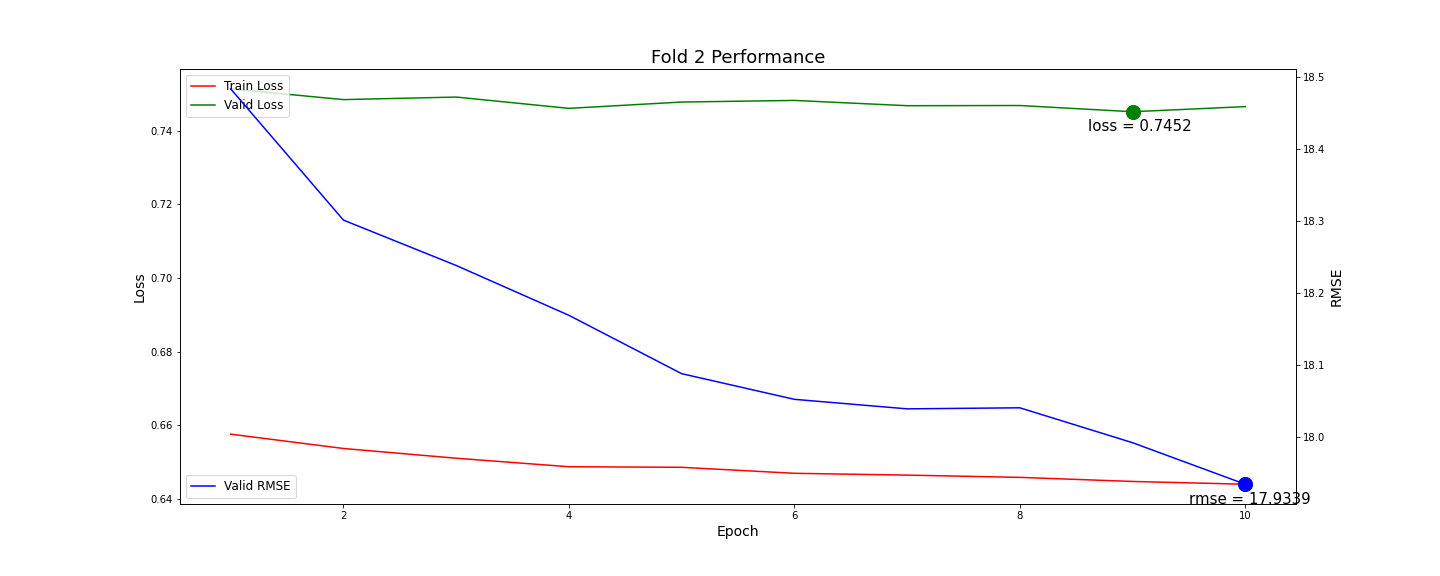 Fold 2 Performance
Train Loss
Valid Loss
18.5
0.74
loss = 0.7452
18.4
0.72
18.3
0.70
Loss
RMSE
18.2
0.68
18.1
0.66
18.0
Valid RMSE
0.64
rmse = 17.9339
2
4
6
8
10
Epoch